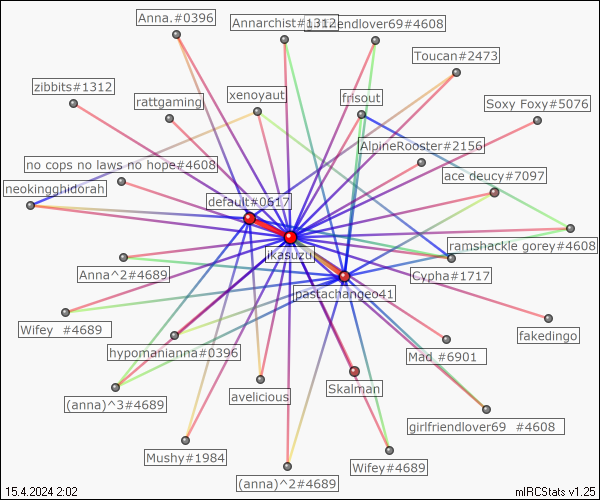 Anna.#0396
Annarchist#1312
endlover69#4608
Toucan#2473
zibbits#1312
rattgaming
xenoyaut
frisout
Soxy Foxy#5076
AlpineRooster#2156
no cops no laws no hope#4608
ace deucy#7097
neokingghidorah
default#0617
ikasuzu
ramshackle gorey#4608
Anna^2#4689
Cypha#1717
pastachangeo41
Wifey #4689
fakedingo
hypomanianna#0396
Mad_#6901
Skalman
(anna)^3#4689
avelicious
girlfriendlover69 #4608
Mushy#1984
Wifey#4689
(anna)^2#4689
15.4.2024 2:02
mIRCStats v1.25